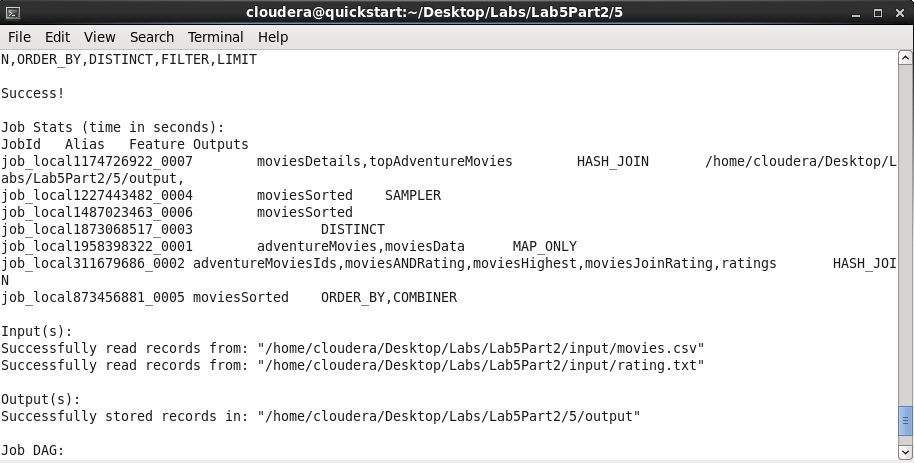 cloudera@quickstart:~/Desktop/Labs/Lab5Part2/5
File Edit View Search Terminal Help
N,ORDER_BY,DISTINCT,FILTER,LIMIT
Success!
Job Stats (time in seconds):
JobId Alias Feature Outputs
job_local1174726922_0007 moviesDetails,topAdventureMovies HASH_JOIN /home/cloudera/Desktop/L
abs/Lab5Part2/5/output,
job_local1227443482_0004 moviesSorted SAMPLER
job_local1487023463_0006 moviesSorted
job_local1873068517_0003 DISTINCT
job_local1958398322_0001 adventureMovies,moviesData MAP_ONLY
job_local311679686_0002 adventureMoviesIds,moviesANDRating,moviesHighest,moviesJoinRating,ratings HASH_JOI
N
job_local873456881_0005 moviesSorted ORDER_BY,COMBINER
Input(s):
Successfully read records from: "/home/cloudera/Desktop/Labs/Lab5Part2/input/movies.csv"
Successfully read records from: "/home/cloudera/Desktop/Labs/Lab5Part2/input/rating.txt"
Output(s):
Successfully stored records in: "/home/cloudera/Desktop/Labs/Lab5Part2/5/output"
Job DAG: